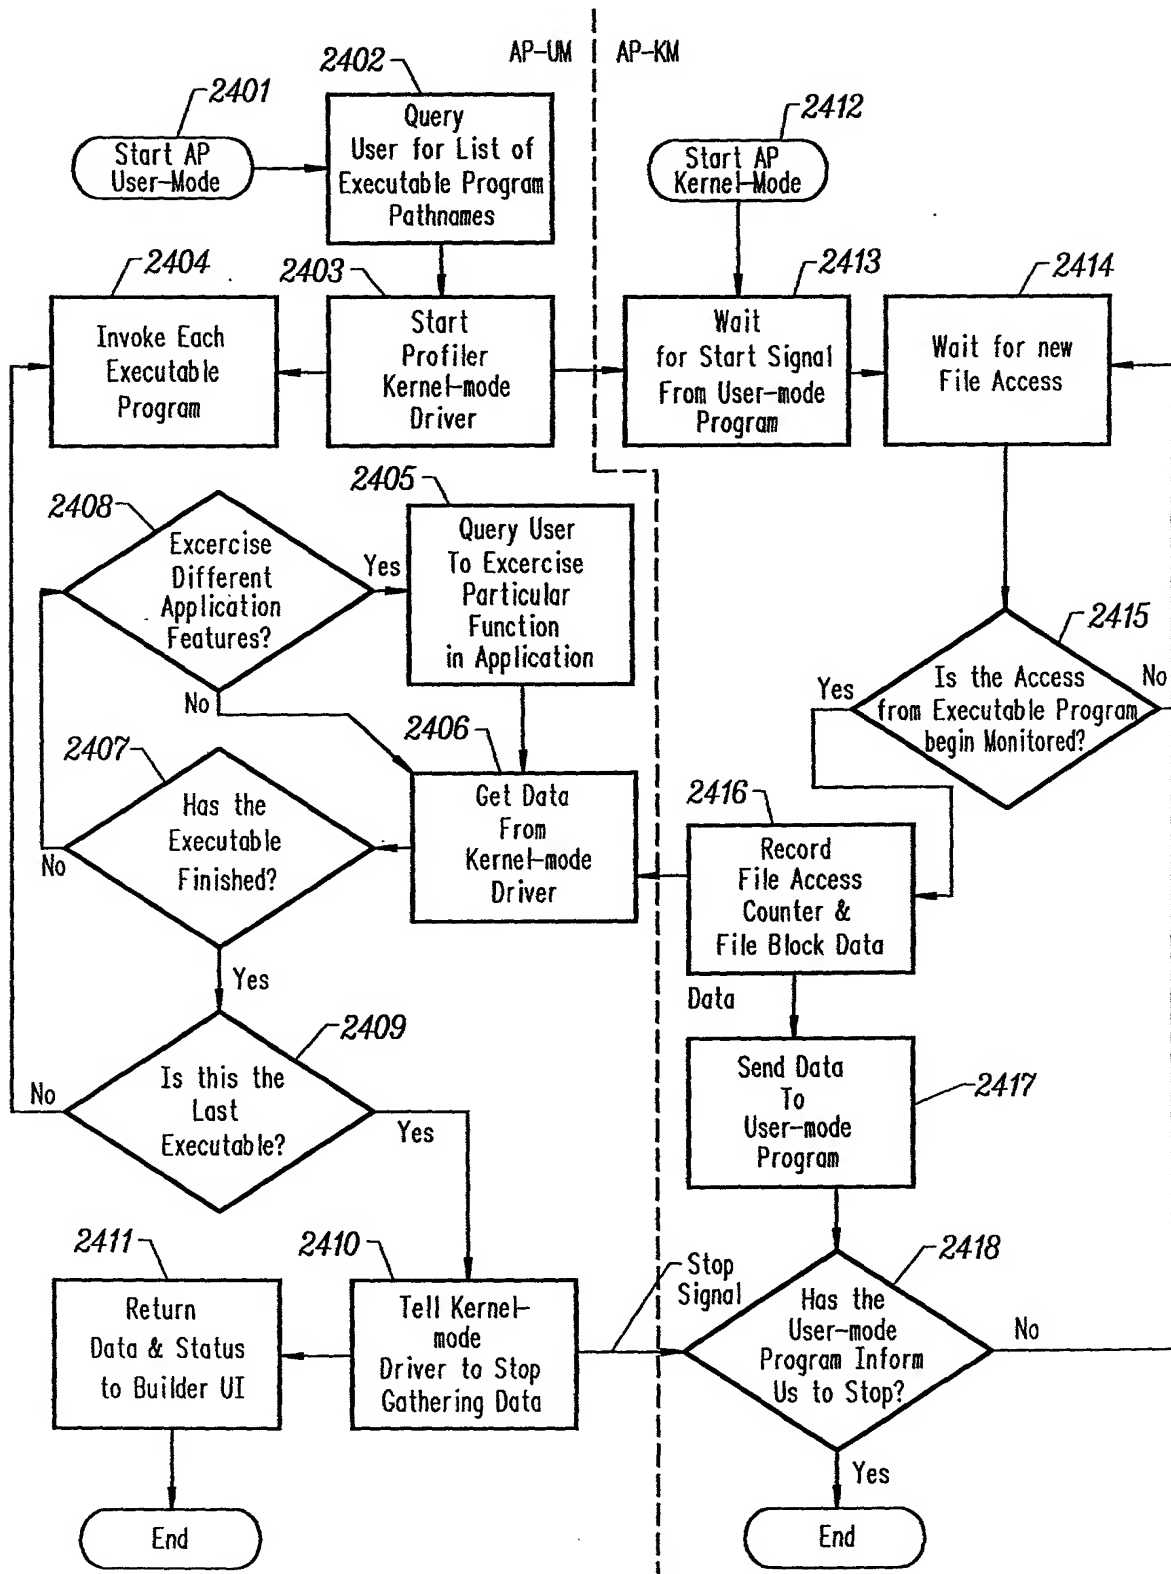 AP-UM
AP-KM
2401
Start AP
User-Mode
2402
Query
User for List of
Executable Program
Pathnames
2412
Start AP
Kernel-Mode
2404
Invoke Each
Executable
Program
2403
Start
Profiler
Kernel-mode
Driver
2413
Wait
for Start Signal
From User-mode
Program
2414
Wait for new
File Access
2408
Excercise
Different
Application
Features?
Yes
No
2405
Query User
To Excercise
Particular
Function
in Application
2415
Is the Access
from Executable Program
begin Monitored?
Yes
No
2407
Has the
Executable
Finished?
No
Yes
2406
Get Data
From
Kernel-mode
Driver
2416
Record
File Access
Counter &
File Block Data
Data
2409
Is this the
Last
Executable?
No
Yes
2417
Send Data
To
User-mode
Program
2411
Return
Data & Status
to Builder UI
2410
Tell Kernel-
mode
Driver to Stop
Gathering Data
Stop
Signal
2418
Has the
User-mode
Program Inform
Us to Stop?
No
Yes
End
End